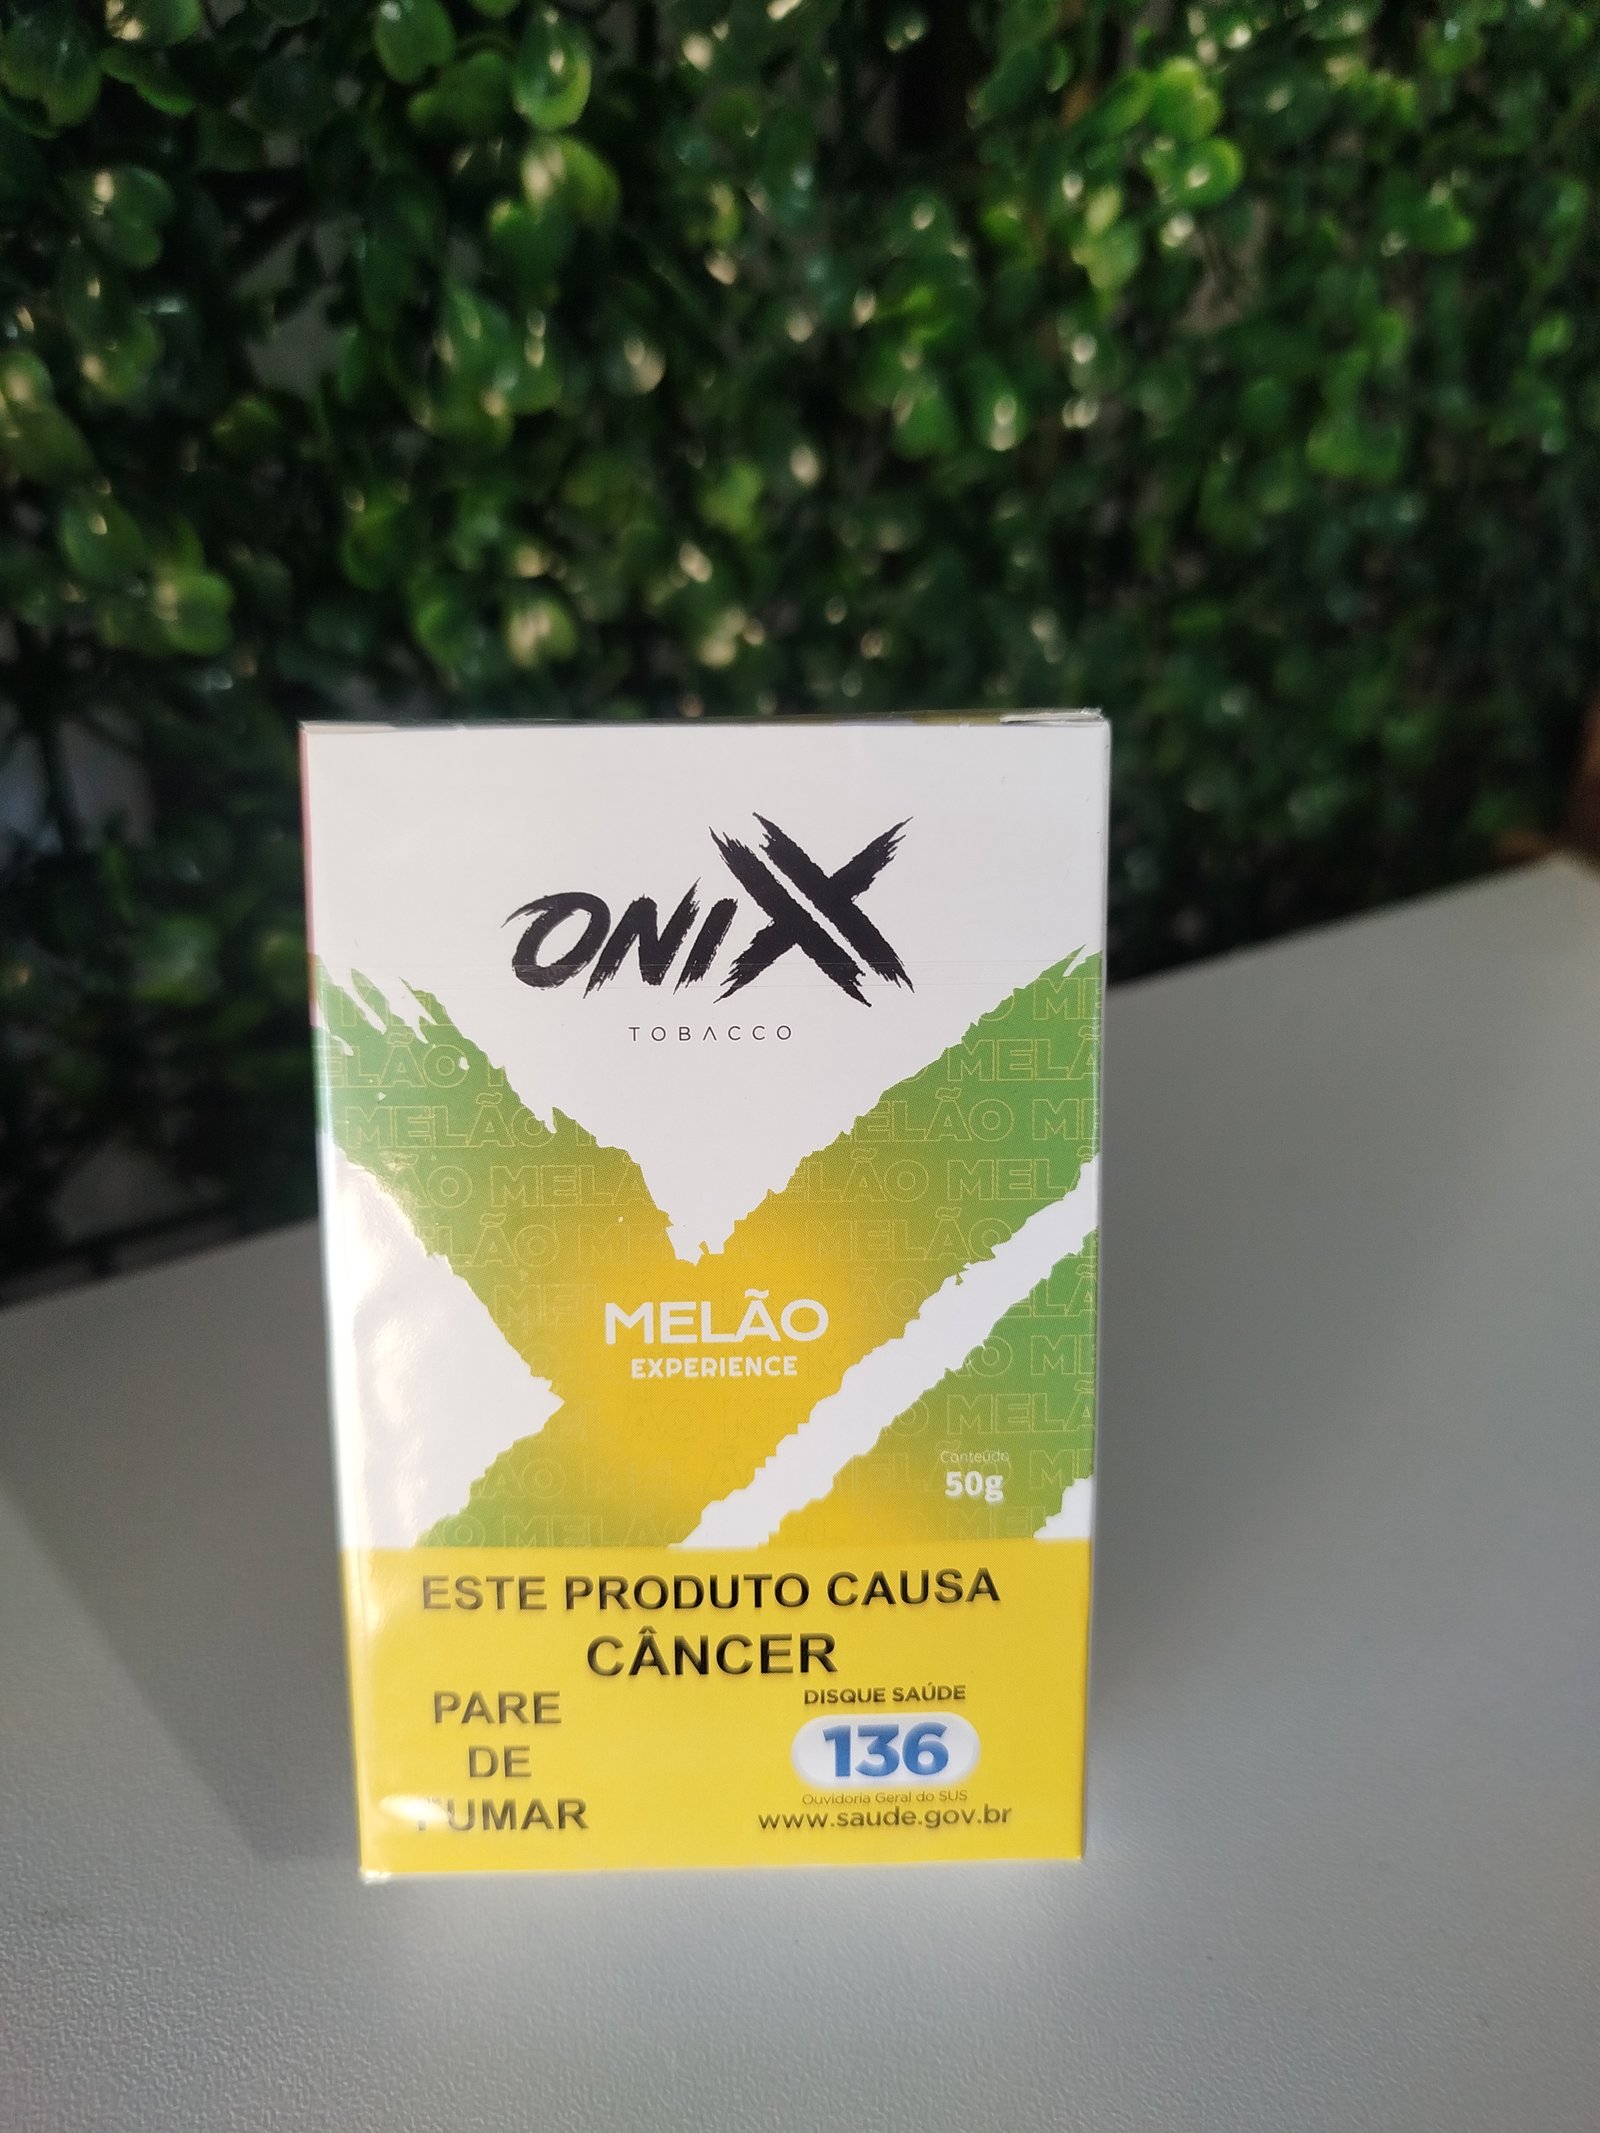 ONIXX
TOBACCO
MELÃO
EXPERIENCE
Conteúdo
50g
ESTE PRODUTO CAUSA
CÂNCER
PARE
DE
FUMAR
DISQUE SAÚDE
136
Ouvidoria Geral do SUS
www.saude.gov.br